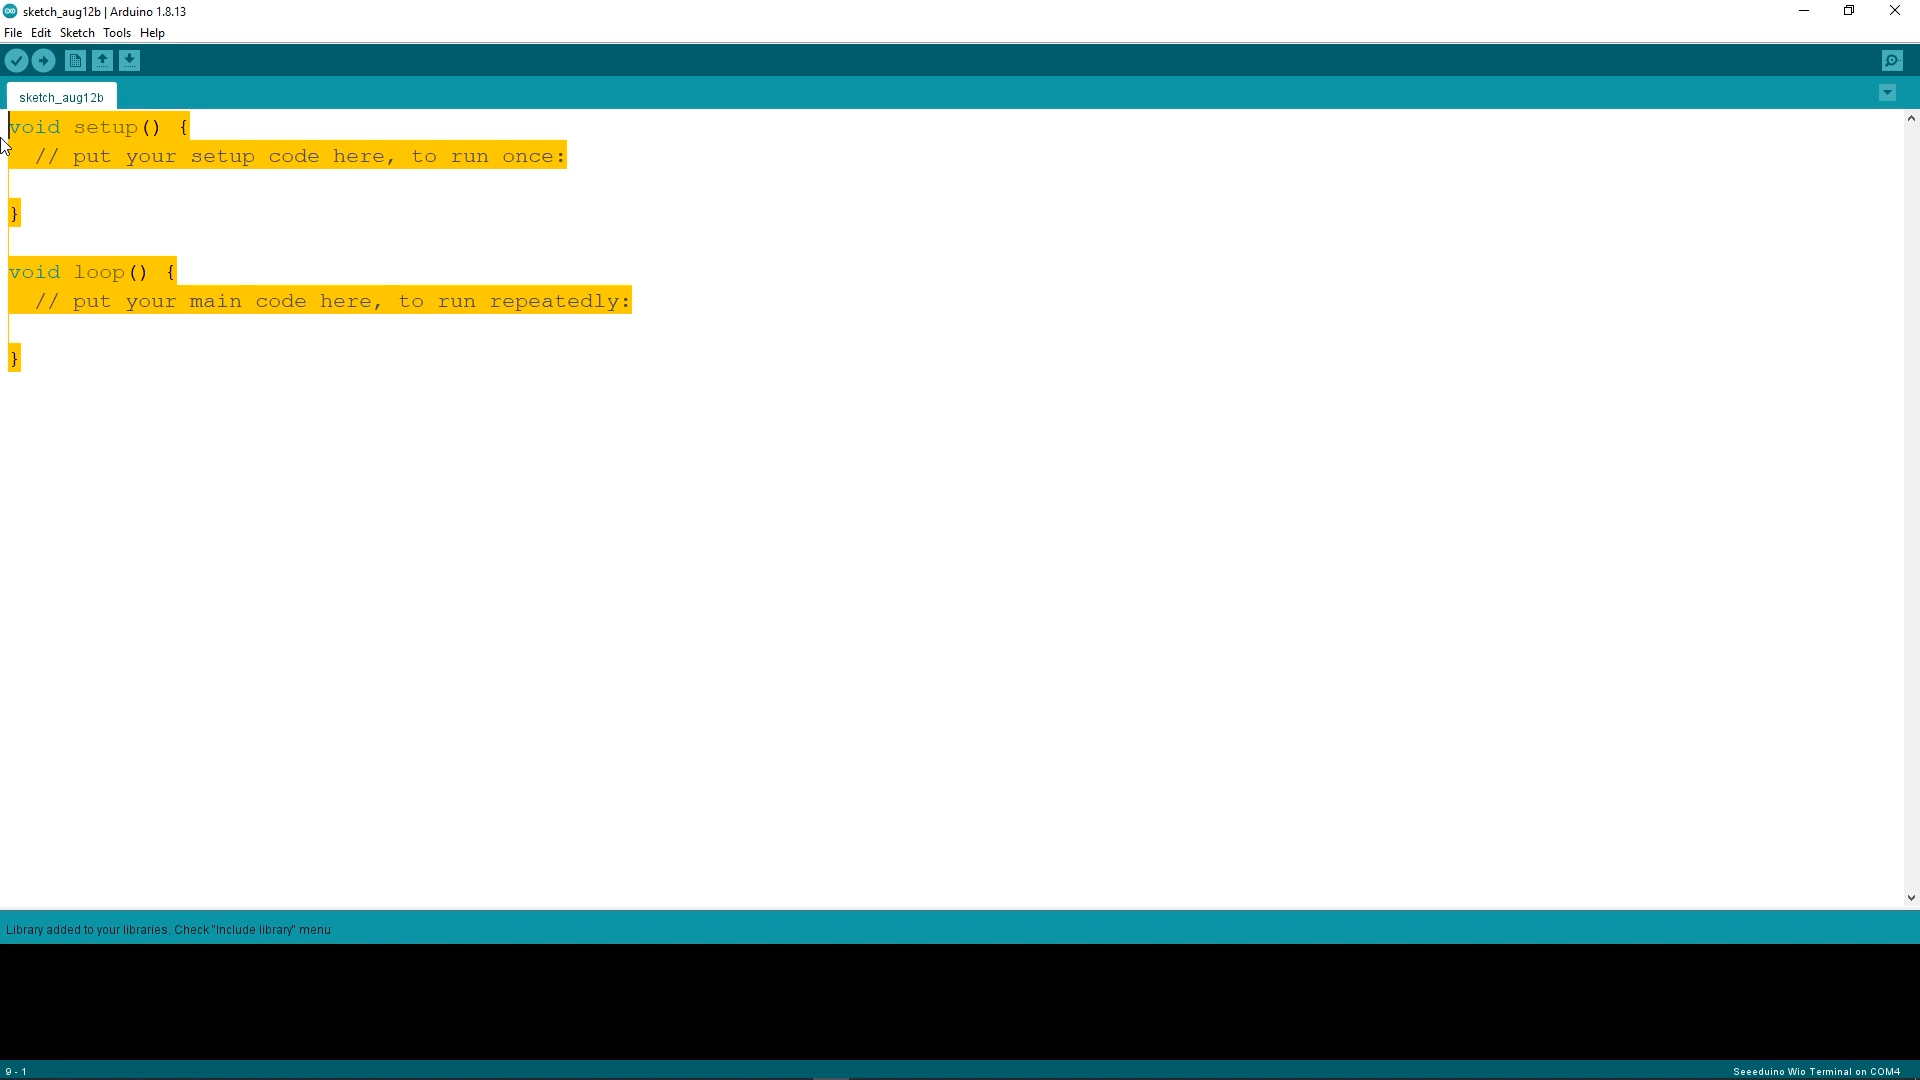 sketch_aug12b | Arduino 1.8.13
File Edit Sketch Tools Help
sketch_aug12b
void setup() {
  // put your setup code here, to run once:
}
void loop() {
  // put your main code here, to run repeatedly:
}
Library added to your libraries. Check "Include library" menu
9 - 1
Seeeduino Wio Terminal on COM4